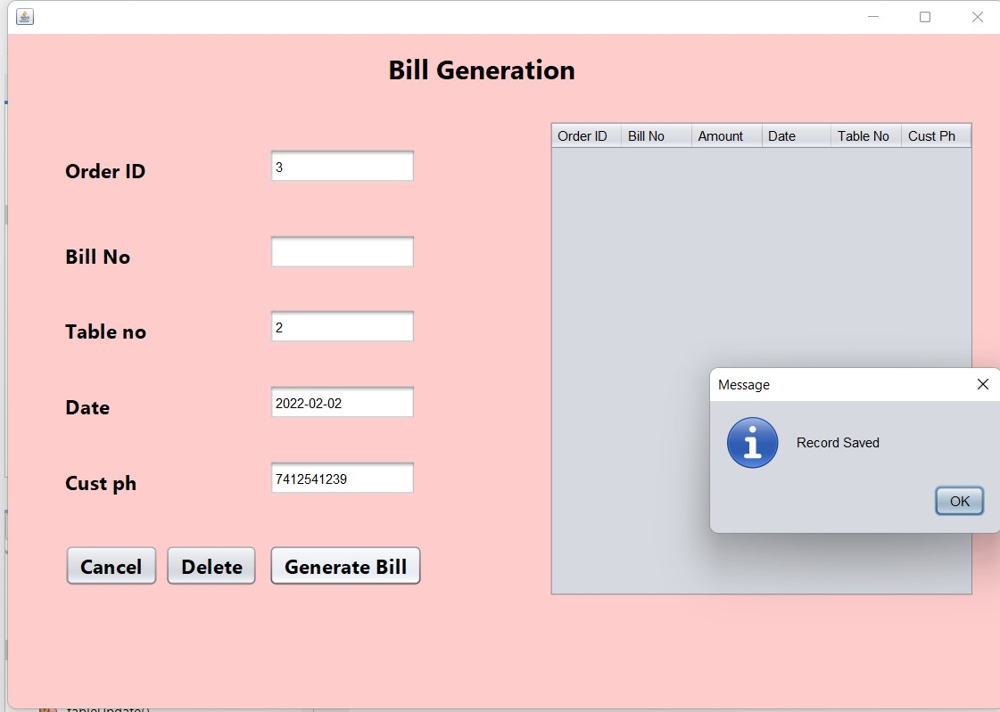 Bill Generation
Order ID Bill No Amount Date Table No Cust Ph
Order ID 3
Bill No
Table no 2
Date 2022-02-02
Cust ph 7412541239
Message
Record Saved
OK
Cancel Delete Generate Bill
tableUpdate()